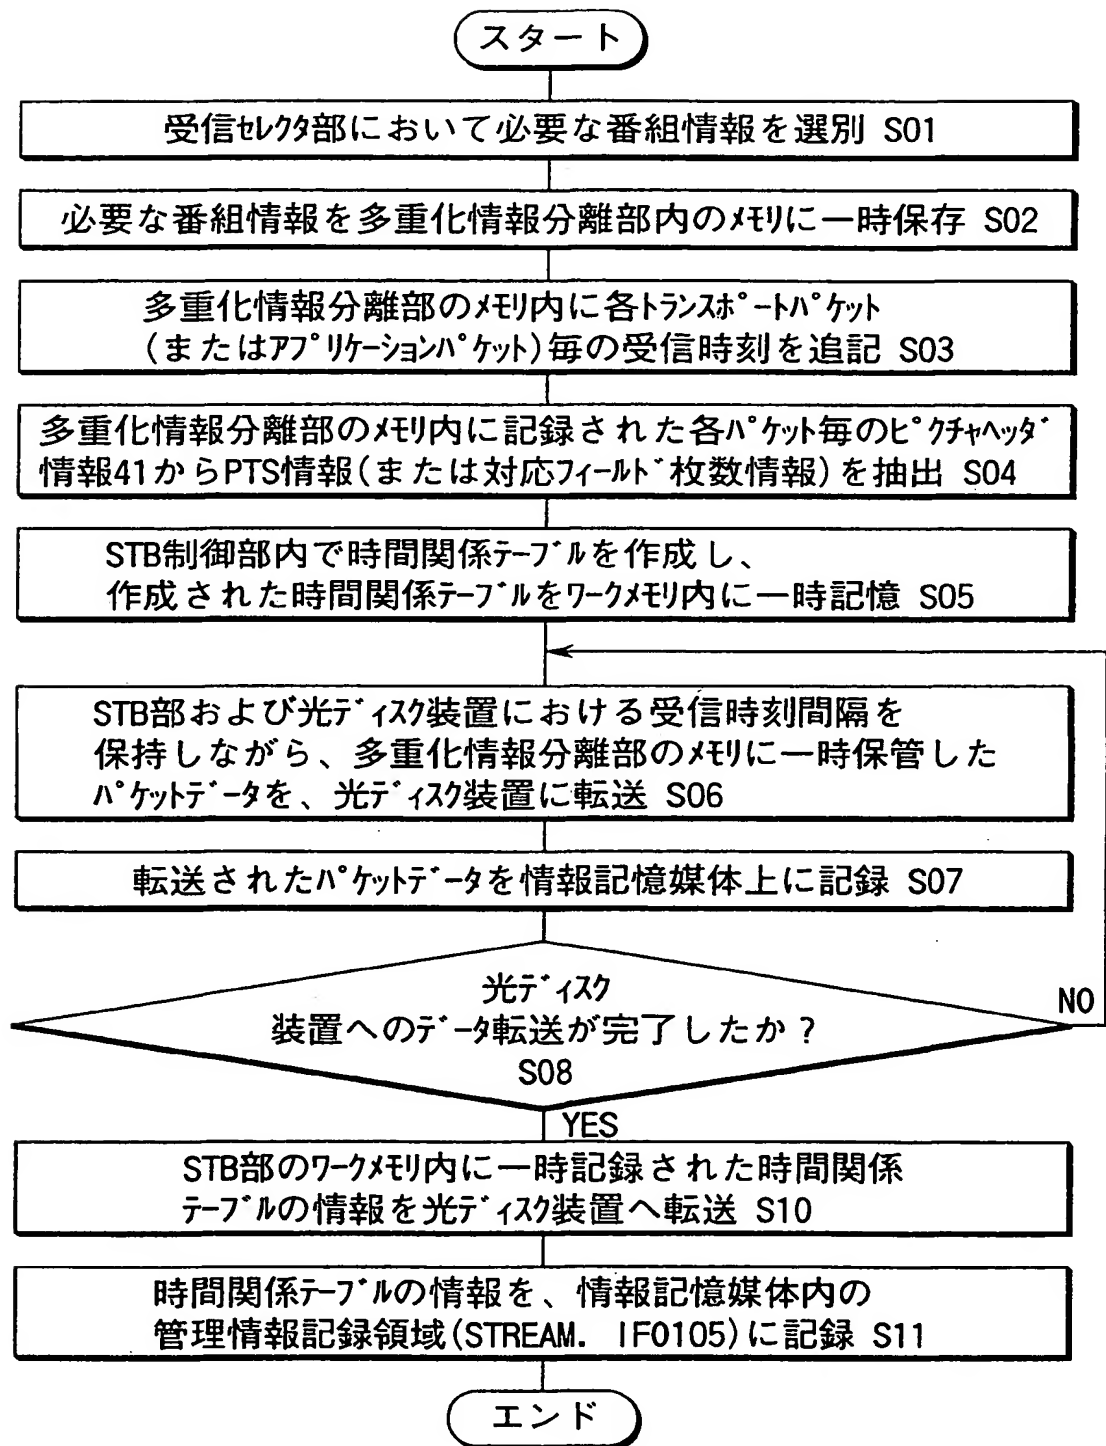 スタート
受信セレクタ部において必要な番組情報を選別 S01
必要な番組情報を多重化情報分離部内のメモリに一時保存 S02
多重化情報分離部のメモリ内に各トランスポートパケット
(またはアプリケーションパケット)毎の受信時刻を追記 S03
多重化情報分離部のメモリ内に記録された各パケット毎のピクチャヘッダ
情報41からPTS情報(または対応フィールド枚数情報)を抽出 S04
STB制御部内で時間関係テーブルを作成し、
作成された時間関係テーブルをワークメモリ内に一時記憶 S05
STB部および光ディスク装置における受信時刻間隔を
保持しながら、多重化情報分離部のメモリに一時保管した
パケットデータを、光ディスク装置に転送 S06
転送されたパケットデータを情報記憶媒体上に記録 S07
光ディスク
装置へのデータ転送が完了したか?
S08
NO
YES
STB部のワークメモリ内に一時記録された時間関係
テーブルの情報を光ディスク装置へ転送 S10
時間関係テーブルの情報を、情報記憶媒体内の
管理情報記録領域(STREAM. IFO105)に記録 S11
エンド